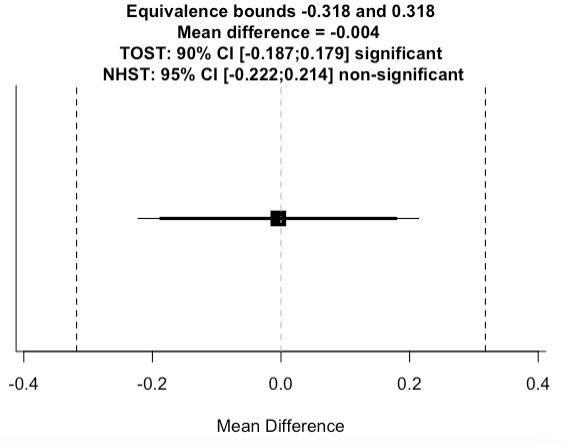 Equivalence bounds -0.318 and 0.318
Mean difference = -0.004
TOST: 90% CI [-0.187;0.179] significant
NHST: 95% CI [-0.222;0.214] non-significant
-0.4 -0.2 0.0 0.2 0.4
Mean Difference